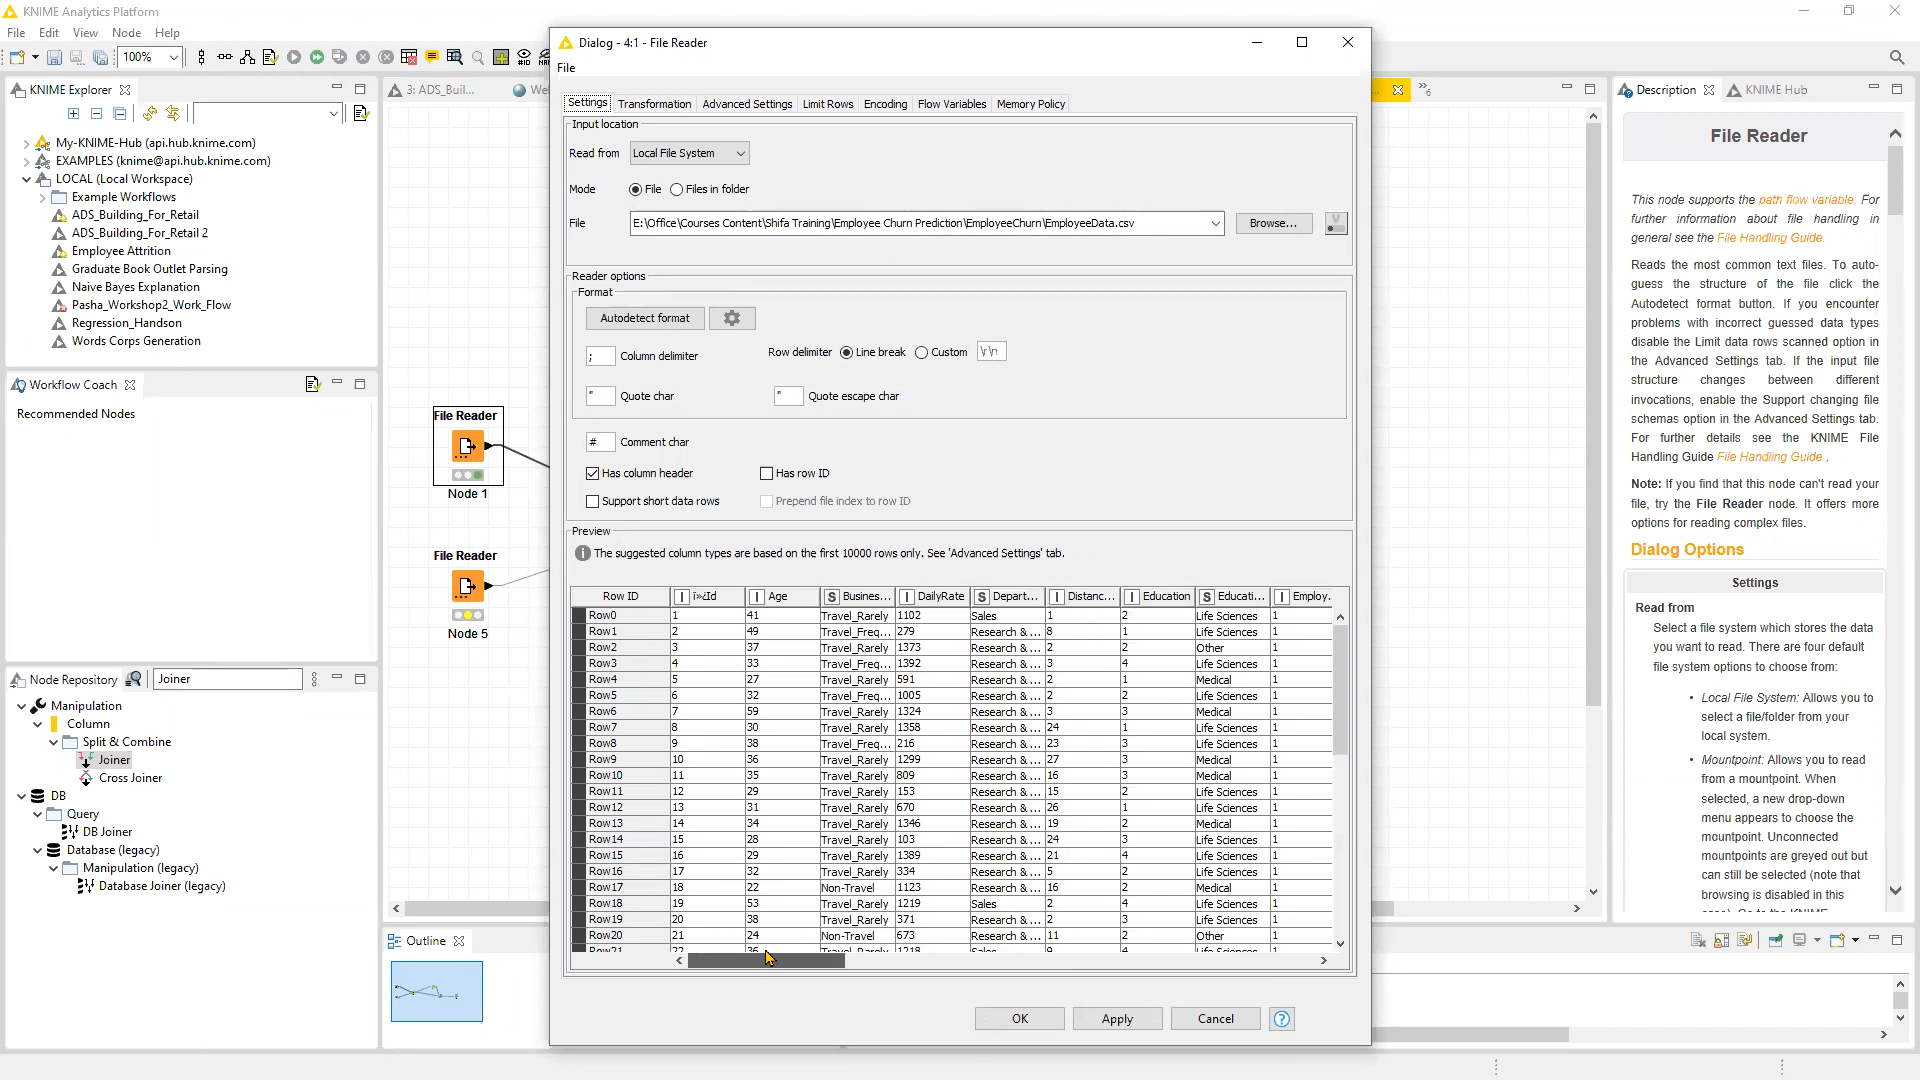 KNIME Analytics Platform
File Edit View Node Help
100%
KNIME Explorer
My-KNIME-Hub (api.hub.knime.com)
EXAMPLES (knime@api.hub.knime.com)
LOCAL (Local Workspace)
Example Workflows
ADS_Building_For_Retail
ADS_Building_For_Retail 2
Employee Attrition
Graduate Book Outlet Parsing
Naive Bayes Explanation
Pasha_Workshop2_Work_Flow
Regression_Handson
Words Corps Generation
Workflow Coach
Recommended Nodes
Node Repository
Joiner
Manipulation
Column
Split & Combine
Joiner
Cross Joiner
DB
Query
DB Joiner
Database (legacy)
Manipulation (legacy)
Database Joiner (legacy)
3: ADS_Buil...
File Reader
Node 1
File Reader
Node 5
Outline
Dialog - 4:1 - File Reader
File
Settings Transformation Advanced Settings Limit Rows Encoding Flow Variables Memory Policy
Input location
Read from Local File System
Mode File Files in folder
File E:\Office\Courses Content\Shifa Training\Employee Churn Prediction\EmployeeChurn\EmployeeData.csv Browse...
Reader options
Format
Autodetect format
; Column delimiter Row delimiter Line break Custom \r\n
" Quote char " Quote escape char
# Comment char
Has column header Has row ID
Support short data rows Prepend file index to row ID
Preview
The suggested column types are based on the first 10000 rows only. See 'Advanced Settings' tab.
Row ID I ï»¿Id I Age S Busines... I DailyRate S Depart... I Distanc... I Education S Educati... I Employ.
Row0 1 41 Travel_Rarely 1102 Sales 1 2 Life Sciences 1
Row1 2 49 Travel_Freq... 279 Research & ... 8 1 Life Sciences 1
Row2 3 37 Travel_Rarely 1373 Research & ... 2 2 Other 1
Row3 4 33 Travel_Freq... 1392 Research & ... 3 4 Life Sciences 1
Row4 5 27 Travel_Rarely 591 Research & ... 2 1 Medical 1
Row5 6 32 Travel_Freq... 1005 Research & ... 2 2 Life Sciences 1
Row6 7 59 Travel_Rarely 1324 Research & ... 3 3 Medical 1
Row7 8 30 Travel_Rarely 1358 Research & ... 24 1 Life Sciences 1
Row8 9 38 Travel_Freq... 216 Research & ... 23 3 Life Sciences 1
Row9 10 36 Travel_Rarely 1299 Research & ... 27 3 Medical 1
Row10 11 35 Travel_Rarely 809 Research & ... 16 3 Medical 1
Row11 12 29 Travel_Rarely 153 Research & ... 15 2 Life Sciences 1
Row12 13 31 Travel_Rarely 670 Research & ... 26 1 Life Sciences 1
Row13 14 34 Travel_Rarely 1346 Research & ... 19 2 Medical 1
Row14 15 28 Travel_Rarely 103 Research & ... 24 3 Life Sciences 1
Row15 16 29 Travel_Rarely 1389 Research & ... 21 4 Life Sciences 1
Row16 17 32 Travel_Rarely 334 Research & ... 5 2 Life Sciences 1
Row17 18 22 Non-Travel 1123 Research & ... 16 2 Medical 1
Row18 19 53 Travel_Rarely 1219 Sales 2 4 Life Sciences 1
Row19 20 38 Travel_Rarely 371 Research & ... 2 3 Life Sciences 1
Row20 21 24 Non-Travel 673 Research & ... 11 2 Other 1
Row21 22 36 Travel_Rarely 1218 Sales 9 4 Life Sciences 1
OK Apply Cancel
6
Description KNIME Hub
File Reader
This node supports the path flow variable. For
further information about file handling in
general see the File Handling Guide.
Reads the most common text files. To auto-
guess the structure of the file click the
Autodetect format button. If you encounter
problems with incorrect guessed data types
disable the Limit data rows scanned option in
the Advanced Settings tab. If the input file
structure changes between different
invocations, enable the Support changing file
schemas option in the Advanced Settings tab.
For further details see the KNIME File
Handling Guide File Handling Guide .
Note: If you find that this node can't read your
file, try the File Reader node. It offers more
options for reading complex files.
Dialog Options
Settings
Read from
Select a file system which stores the data
you want to read. There are four default
file system options to choose from:
• Local File System: Allows you to
select a file/folder from your
local system.
• Mountpoint: Allows you to read
from a mountpoint. When
selected, a new drop-down
menu appears to choose the
mountpoint. Unconnected
mountpoints are greyed out but
can still be selected (note that
browsing is disabled in this